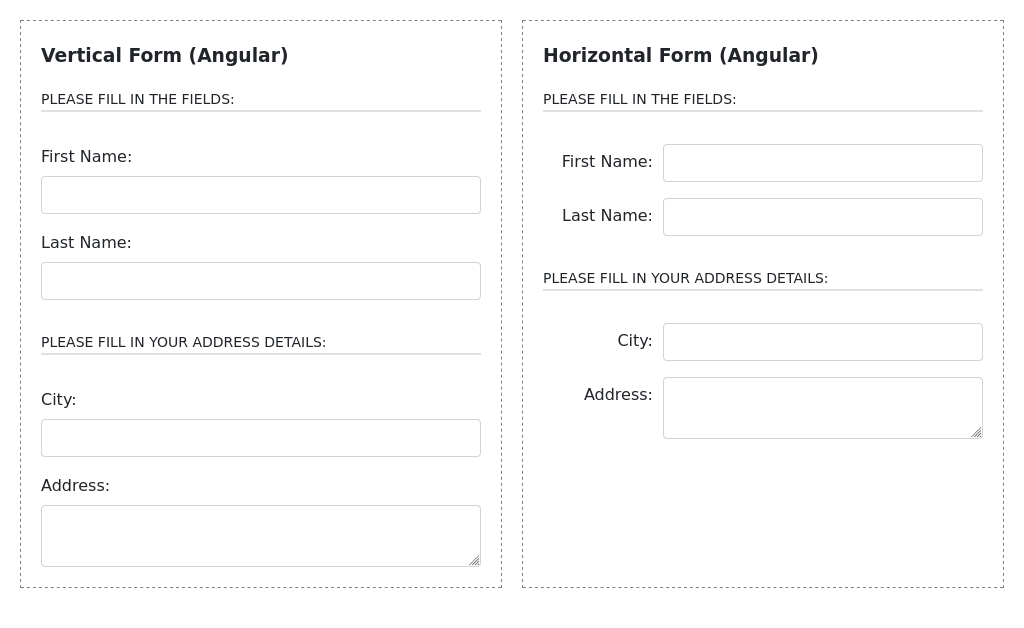 Vertical Form (Angular)
PLEASE FILL IN THE FIELDS:
First Name:
Last Name:
PLEASE FILL IN YOUR ADDRESS DETAILS:
City:
Address:
Horizontal Form (Angular)
PLEASE FILL IN THE FIELDS:
First Name:
Last Name:
PLEASE FILL IN YOUR ADDRESS DETAILS:
City:
Address: